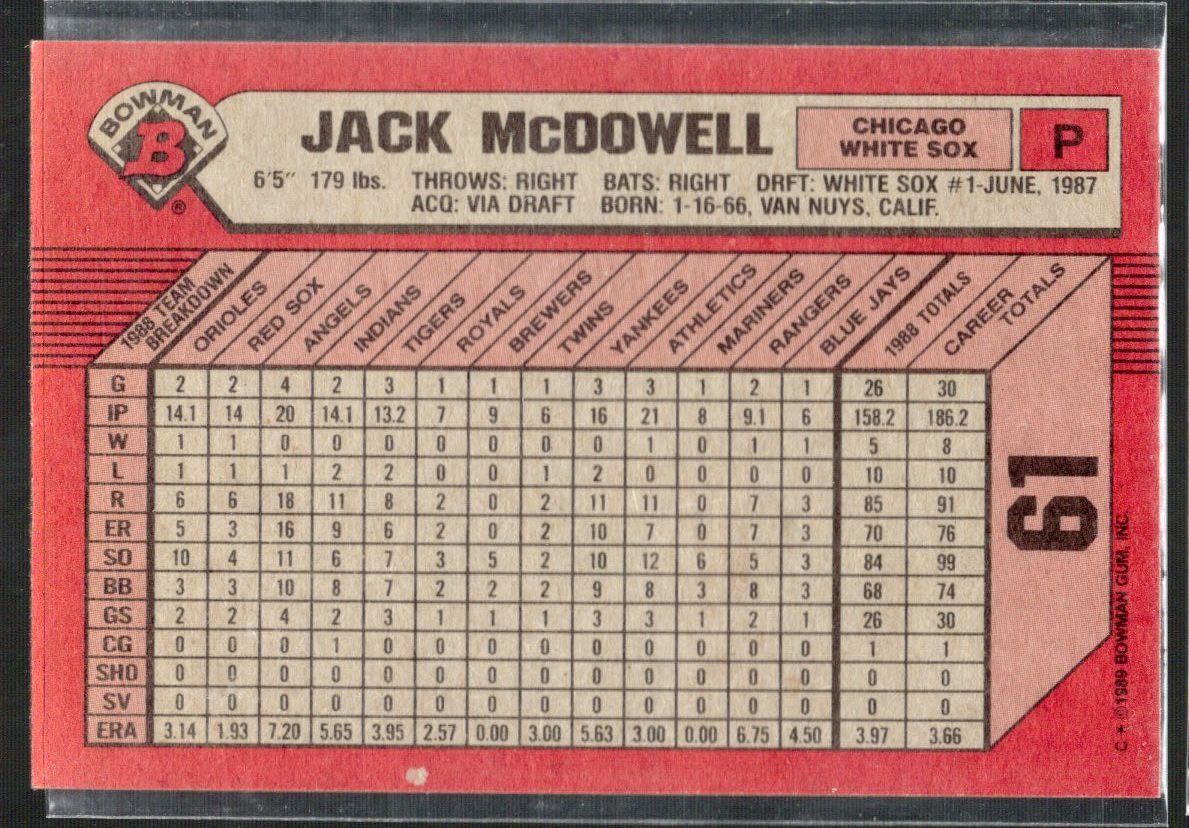 BOWMAN
B
®
JACK McDOWELL
CHICAGO
WHITE SOX
P
6'5" 179 lbs. THROWS: RIGHT BATS: RIGHT DRFT: WHITE SOX #1-JUNE, 1987
ACQ: VIA DRAFT BORN: 1-16-66, VAN NUYS, CALIF.
1988 TEAM BREAKDOWN ORIOLES RED SOX ANGELS INDIANS TIGERS ROYALS BREWERS TWINS YANKEES ATHLETICS MARINERS RANGERS BLUE JAYS 1988 TOTALS CAREER TOTALS
G 2 2 4 2 3 1 1 1 3 3 1 2 1 26 30
IP 14.1 14 20 14.1 13.2 7 9 6 16 21 8 9.1 6 158.2 186.2
W 1 1 0 0 0 0 0 0 0 1 0 1 1 5 8
L 1 1 1 2 2 0 0 1 2 0 0 0 0 10 10
R 6 6 18 11 8 2 0 2 11 11 0 7 3 85 91
ER 5 3 16 9 6 2 0 2 10 7 0 7 3 70 76
SO 10 4 11 6 7 3 5 2 10 12 6 5 3 84 99
BB 3 3 10 8 7 2 2 2 9 8 3 8 3 68 74
GS 2 2 4 2 3 1 1 1 3 3 1 2 1 26 30
CG 0 0 0 1 0 0 0 0 0 0 0 0 0 1 1
SHO 0 0 0 0 0 0 0 0 0 0 0 0 0 0 0
SV 0 0 0 0 0 0 0 0 0 0 0 0 0 0 0
ERA 3.14 1.93 7.20 5.65 3.95 2.57 0.00 3.00 5.63 3.00 0.00 6.75 4.50 3.97 3.66
61
C * © 1989 BOWMAN GUM, INC.